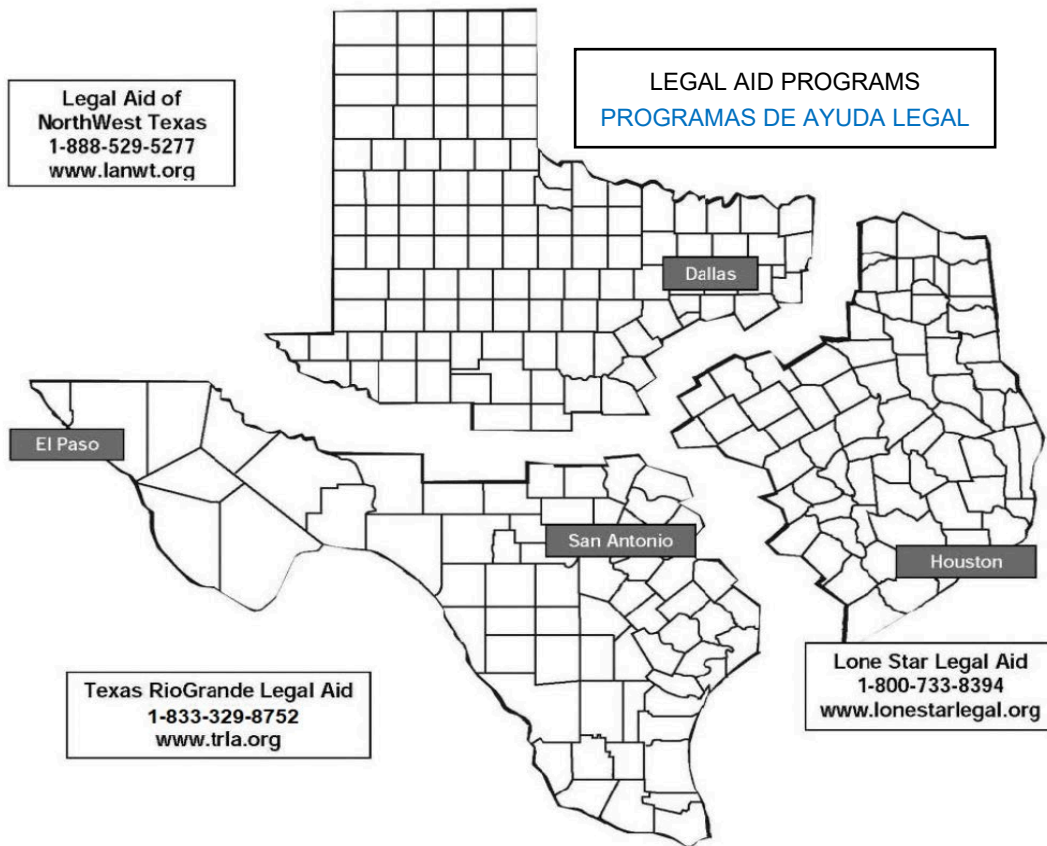 LEGAL AID PROGRAMS
PROGRAMAS DE AYUDA LEGAL
Legal Aid of
NorthWest Texas
1-888-529-5277
www.lanwt.org
Dallas
El Paso
San Antonio
Houston
Texas RioGrande Legal Aid
1-833-329-8752
www.trla.org
Lone Star Legal Aid
1-800-733-8394
www.lonestarlegal.org